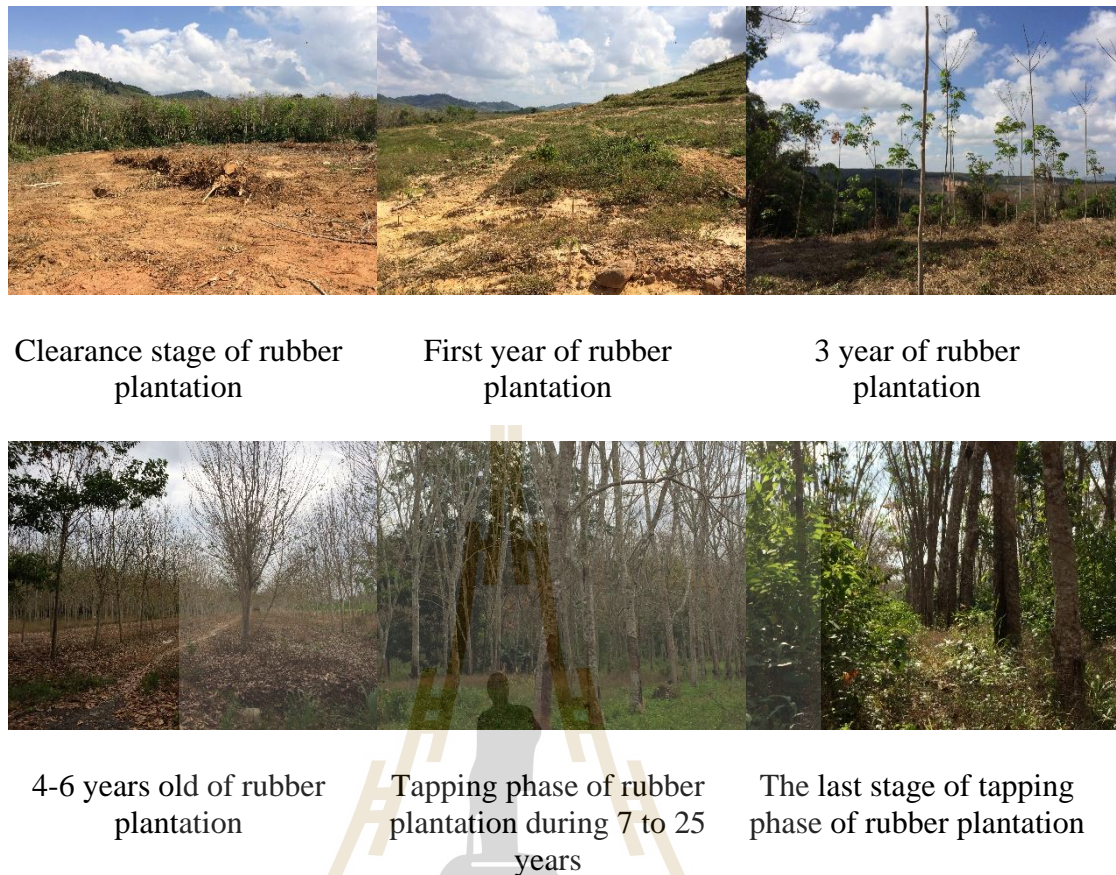 Clearance stage of rubber
plantation
First year of rubber
plantation
3 year of rubber
plantation
4-6 years old of rubber
plantation
Tapping phase of rubber
plantation during 7 to 25
years
The last stage of tapping
phase of rubber plantation